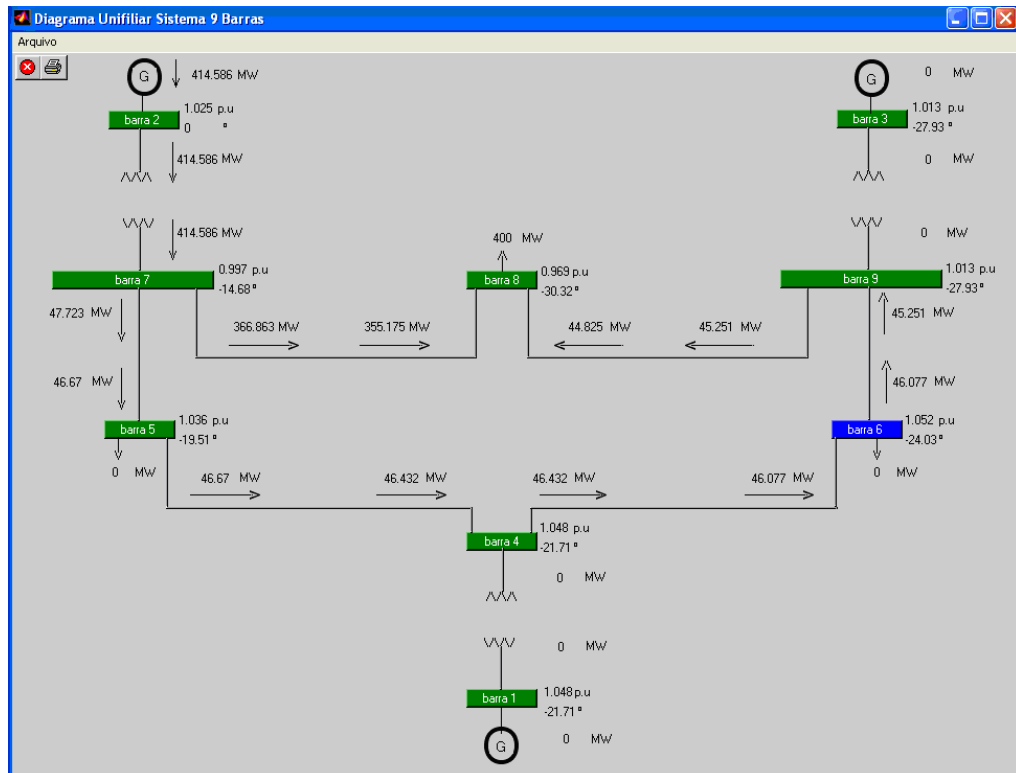 Diagrama Unifiliar Sistema 9 Barras
Arquivo
G
414.586 MW
G
0 MW
barra 2
1.025 p.u
0 º
barra 3
1.013 p.u
-27.93 º
414.586 MW
0 MW
414.586 MW
0 MW
400 MW
barra 7
0.997 p.u
-14.68 º
barra 8
0.969 p.u
-30.32 º
barra 9
1.013 p.u
-27.93 º
47.723 MW
366.863 MW
355.175 MW
44.825 MW
45.251 MW
45.251 MW
46.67 MW
46.077 MW
barra 5
1.036 p.u
-19.51 º
barra 6
1.052 p.u
-24.03 º
0 MW
0 MW
46.67 MW
46.432 MW
46.432 MW
46.077 MW
barra 4
1.048 p.u
-21.71 º
0 MW
0 MW
barra 1
1.048 p.u
-21.71 º
G
0 MW